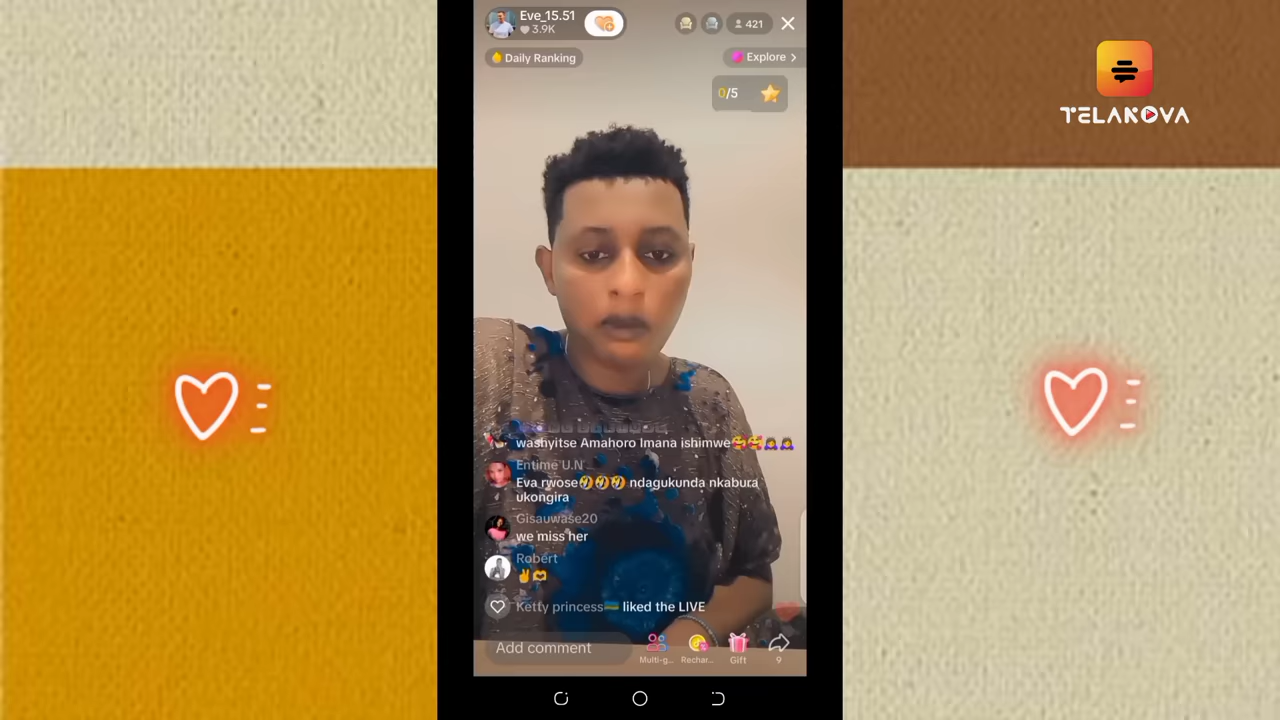 Eve_15.51
3.9K
421
Daily Ranking
Explore
0/5
TELANOVA
washyitse Amahoro Imana ishimwe🥰🥰🙇‍♀️🙇‍♀️
Entime U.N
Eva rwose🤣🤣🤣 ndagukunda nkabura
ukongira
Gisauwase20
we miss her
Robert
✌️🫶
Ketty princess🇷🇼 liked the LIVE
Add comment
Multi-g...
Rechar...
Gift
9